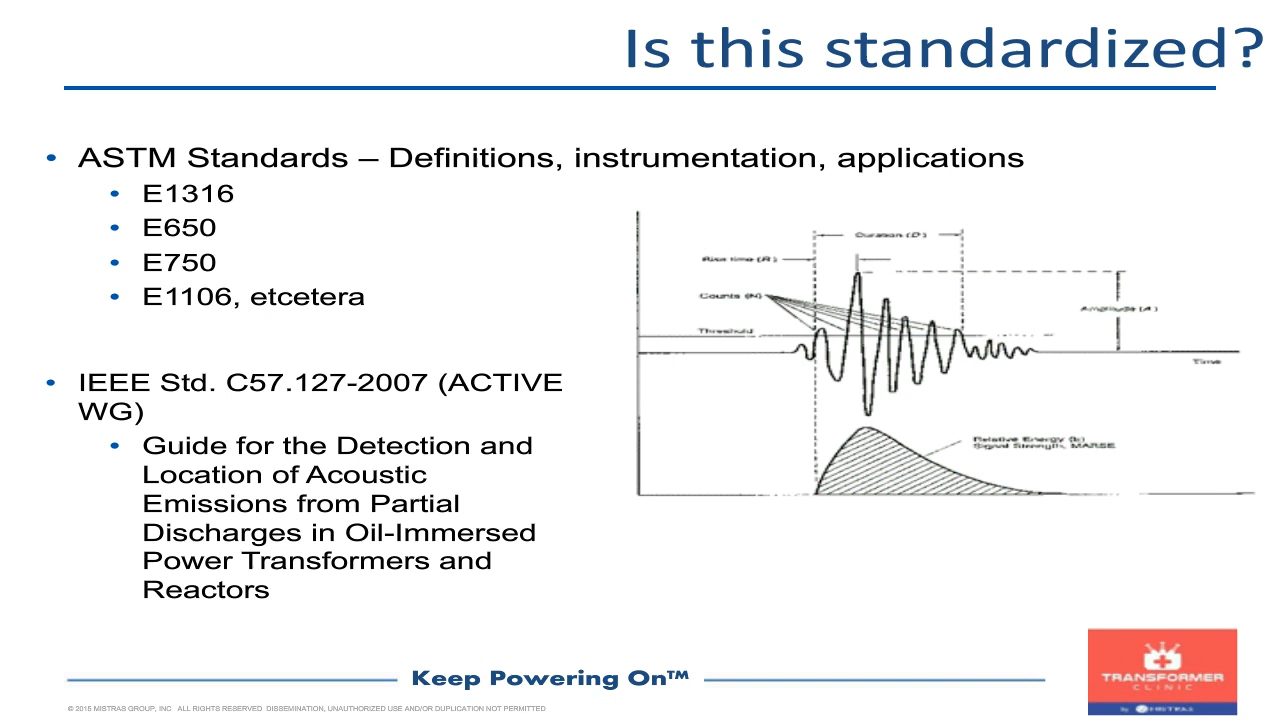 Is this standardized?
• ASTM Standards – Definitions, instrumentation, applications
• E1316
• E650
• E750
• E1106, etcetera
• IEEE Std. C57.127-2007 (ACTIVE
WG)
• Guide for the Detection and
Location of Acoustic
Emissions from Partial
Discharges in Oil-Immersed
Power Transformers and
Reactors
Duration (D)
Rise time (R)
Counts (N)
Threshold
Amplitude (A)
Time
Relative Energy
Signal Strength, MARSE
Keep Powering On™
TRANSFORMER
CLINIC
by MISTRAS
© 2015 MISTRAS GROUP, INC ALL RIGHTS RESERVED DISSEMINATION, UNAUTHORIZED USE AND/OR DUPLICATION NOT PERMITTED